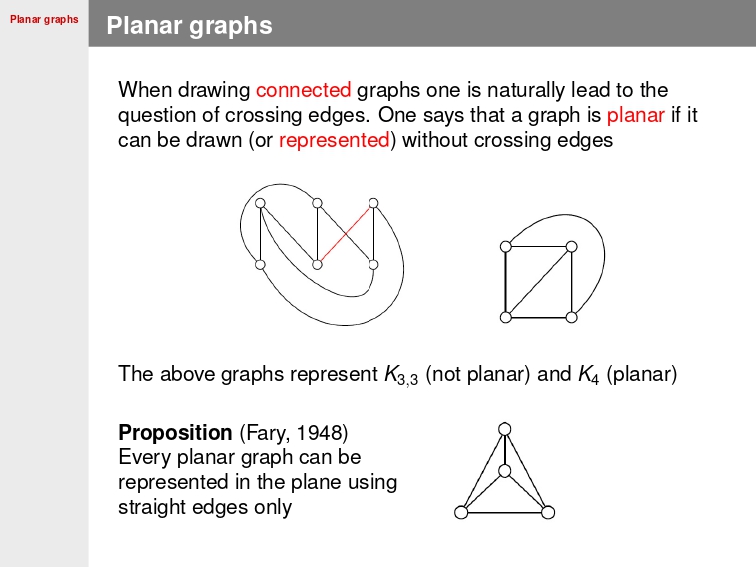 Planar graphs
Planar graphs
When drawing connected graphs one is naturally lead to the
question of crossing edges. One says that a graph is planar if it
can be drawn (or represented) without crossing edges
The above graphs represent K3,3 (not planar) and K4 (planar)
Proposition (Fary, 1948)
Every planar graph can be
represented in the plane using
straight edges only